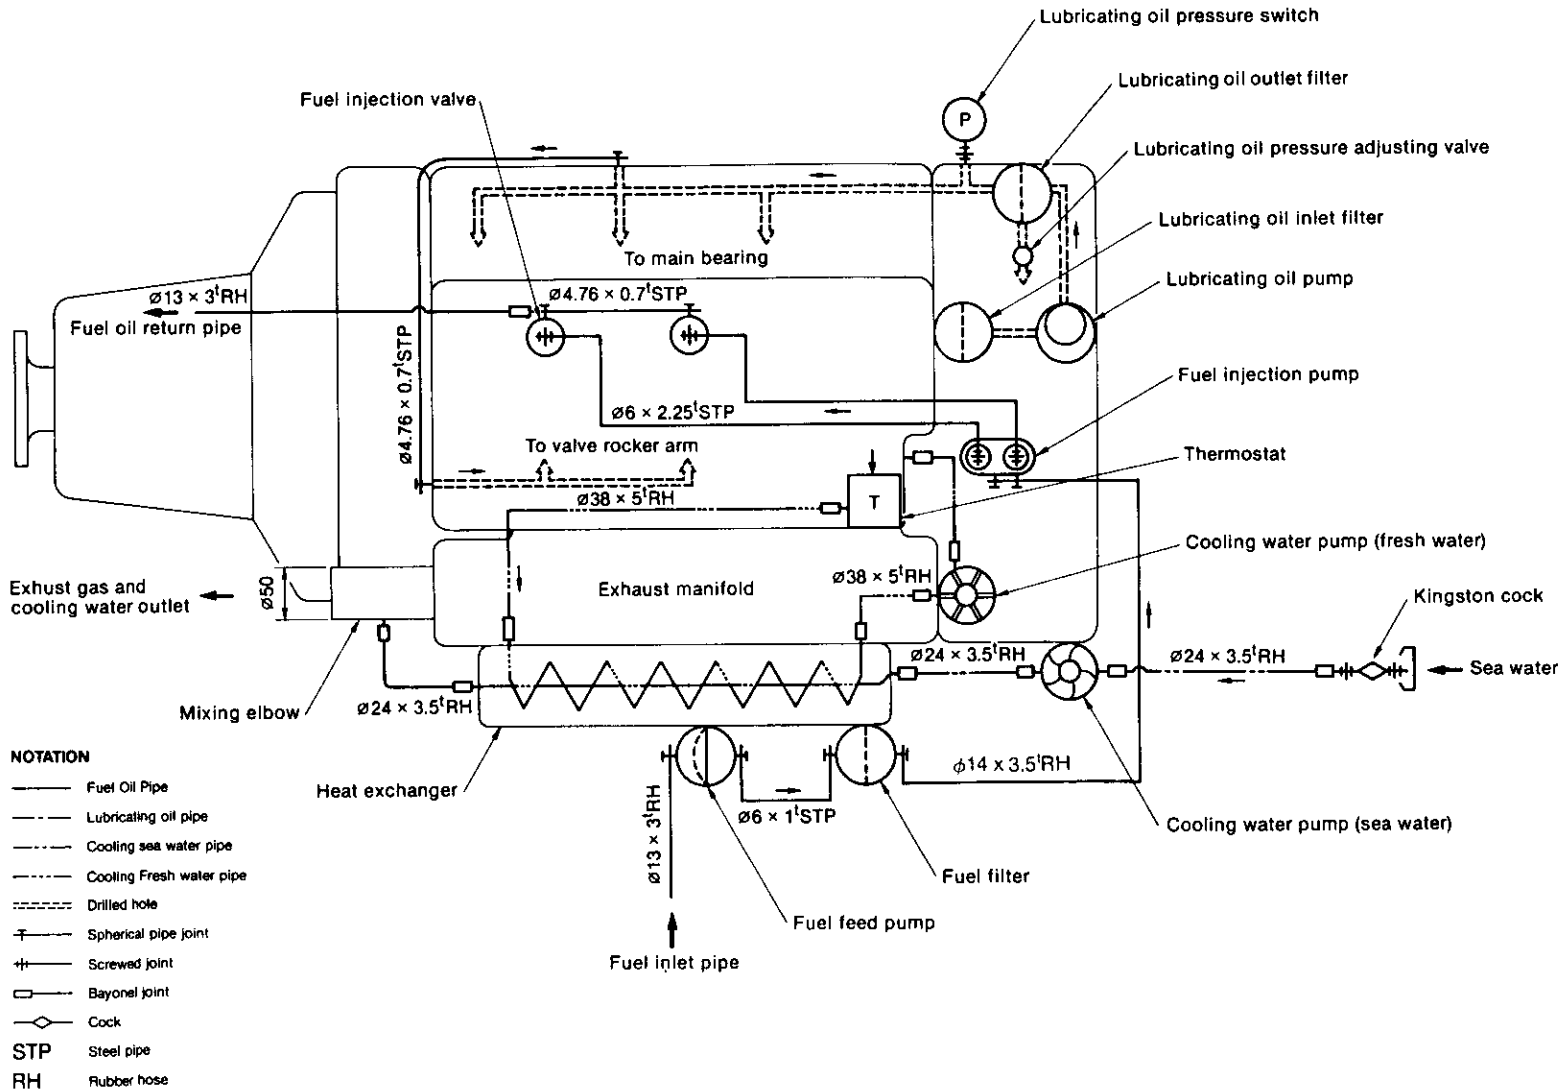 Lubricating oil pressure switch
Lubricating oil outlet filter
Fuel injection valve
P
Lubricating oil pressure adjusting valve
Lubricating oil inlet filter
To main bearing
Lubricating oil pump
ø13 × 3ᵗRH
ø4.76 × 0.7ᵗSTP
Fuel oil return pipe
ø4.76 × 0.7ᵗSTP
Fuel injection pump
ø6 × 2.25ᵗSTP
To valve rocker arm
Thermostat
ø38 × 5ᵗRH
T
Cooling water pump (fresh water)
Exhust gas and
cooling water outlet
ø50
Exhaust manifold
ø38 × 5ᵗRH
Kingston cock
ø24 × 3.5ᵗRH
ø24 × 3.5ᵗRH
Sea water
Mixing elbow
ø24 × 3.5ᵗRH
Heat exchanger
ø13 × 3ᵗRH
ø6 × 1ᵗSTP
ϕ14 x 3.5ᵗRH
Cooling water pump (sea water)
Fuel filter
Fuel feed pump
Fuel inlet pipe
NOTATION
Fuel Oil Pipe
Lubricating oil pipe
Cooling sea water pipe
Cooling Fresh water pipe
Drilled hole
Spherical pipe joint
Screwed joint
Bayonel joint
Cock
STP Steel pipe
RH Rubber hose